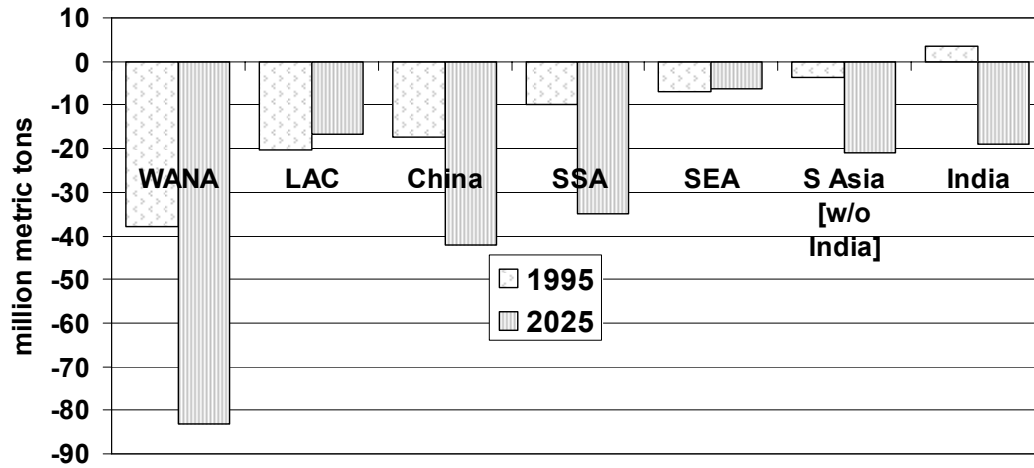 10
0
-10
-20
-30
-40
-50
-60
-70
-80
-90
million metric tons
WANA
LAC
China
SSA
SEA
S Asia
[w/o
India]
India
1995
2025